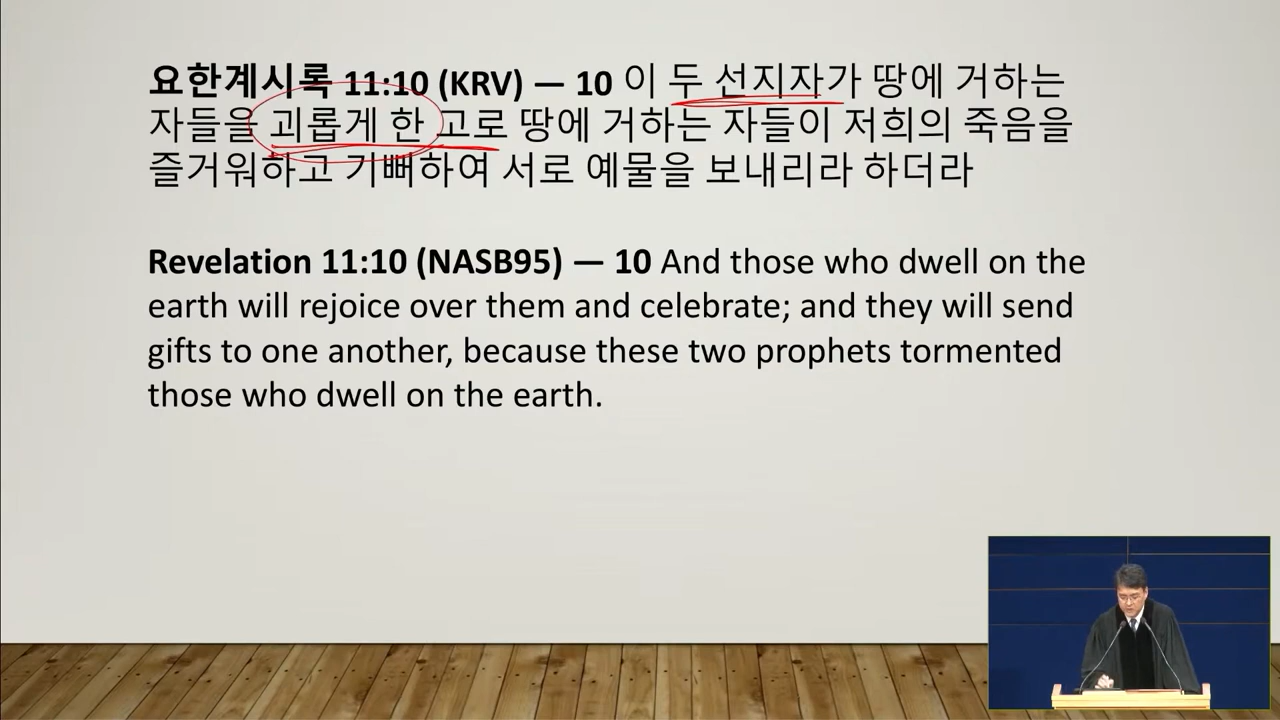 요한계시록 11:10 (KRV) — 10 이 두 선지자가 땅에 거하는
자들을 괴롭게 한 고로 땅에 거하는 자들이 저희의 죽음을
즐거워하고 기뻐하여 서로 예물을 보내리라 하더라
Revelation 11:10 (NASB95) — 10 And those who dwell on the
earth will rejoice over them and celebrate; and they will send
gifts to one another, because these two prophets tormented
those who dwell on the earth.